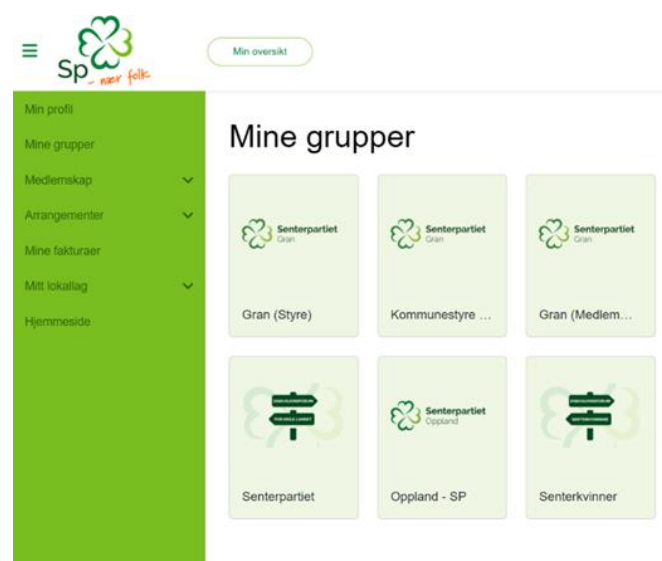 Sp
- nær folk
Min oversikt
Min profil
Mine grupper
Medlemskap
Arrangementer
Mine fakturaer
Mitt lokallag
Hjemmeside
Mine grupper
Senterpartiet
Gran
Gran (Styre)
Senterpartiet
Gran
Kommunestyre ...
Senterpartiet
Gran
Gran (Medlem...
Senterpartiet
Senterpartiet
Oppland
Oppland - SP
Senterkvinner